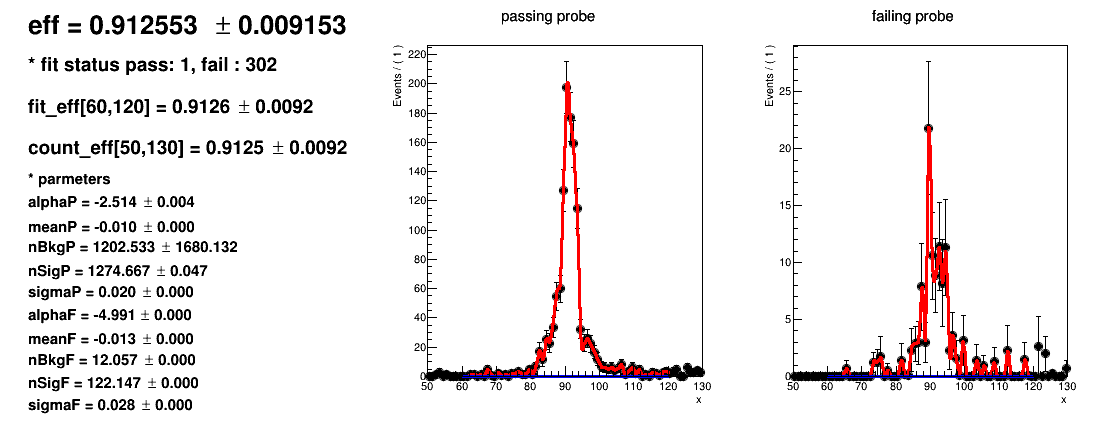 eff = 0.912553 ± 0.009153
* fit status pass: 1, fail : 302
fit_eff[60,120] = 0.9126 ± 0.0092
count_eff[50,130] = 0.9125 ± 0.0092
* parmeters
alphaP = -2.514 ± 0.004
meanP = -0.010 ± 0.000
nBkgP = 1202.533 ± 1680.132
nSigP = 1274.667 ± 0.047
sigmaP = 0.020 ± 0.000
alphaF = -4.991 ± 0.000
meanF = -0.013 ± 0.000
nBkgF = 12.057 ± 0.000
nSigF = 122.147 ± 0.000
sigmaF = 0.028 ± 0.000
passing probe
Events / ( 1 )
220
200
180
160
140
120
100
80
60
40
20
0
50 60 70 80 90 100 110 120 130
x
failing probe
Events / ( 1 )
25
20
15
10
5
0
50 60 70 80 90 100 110 120 130
x